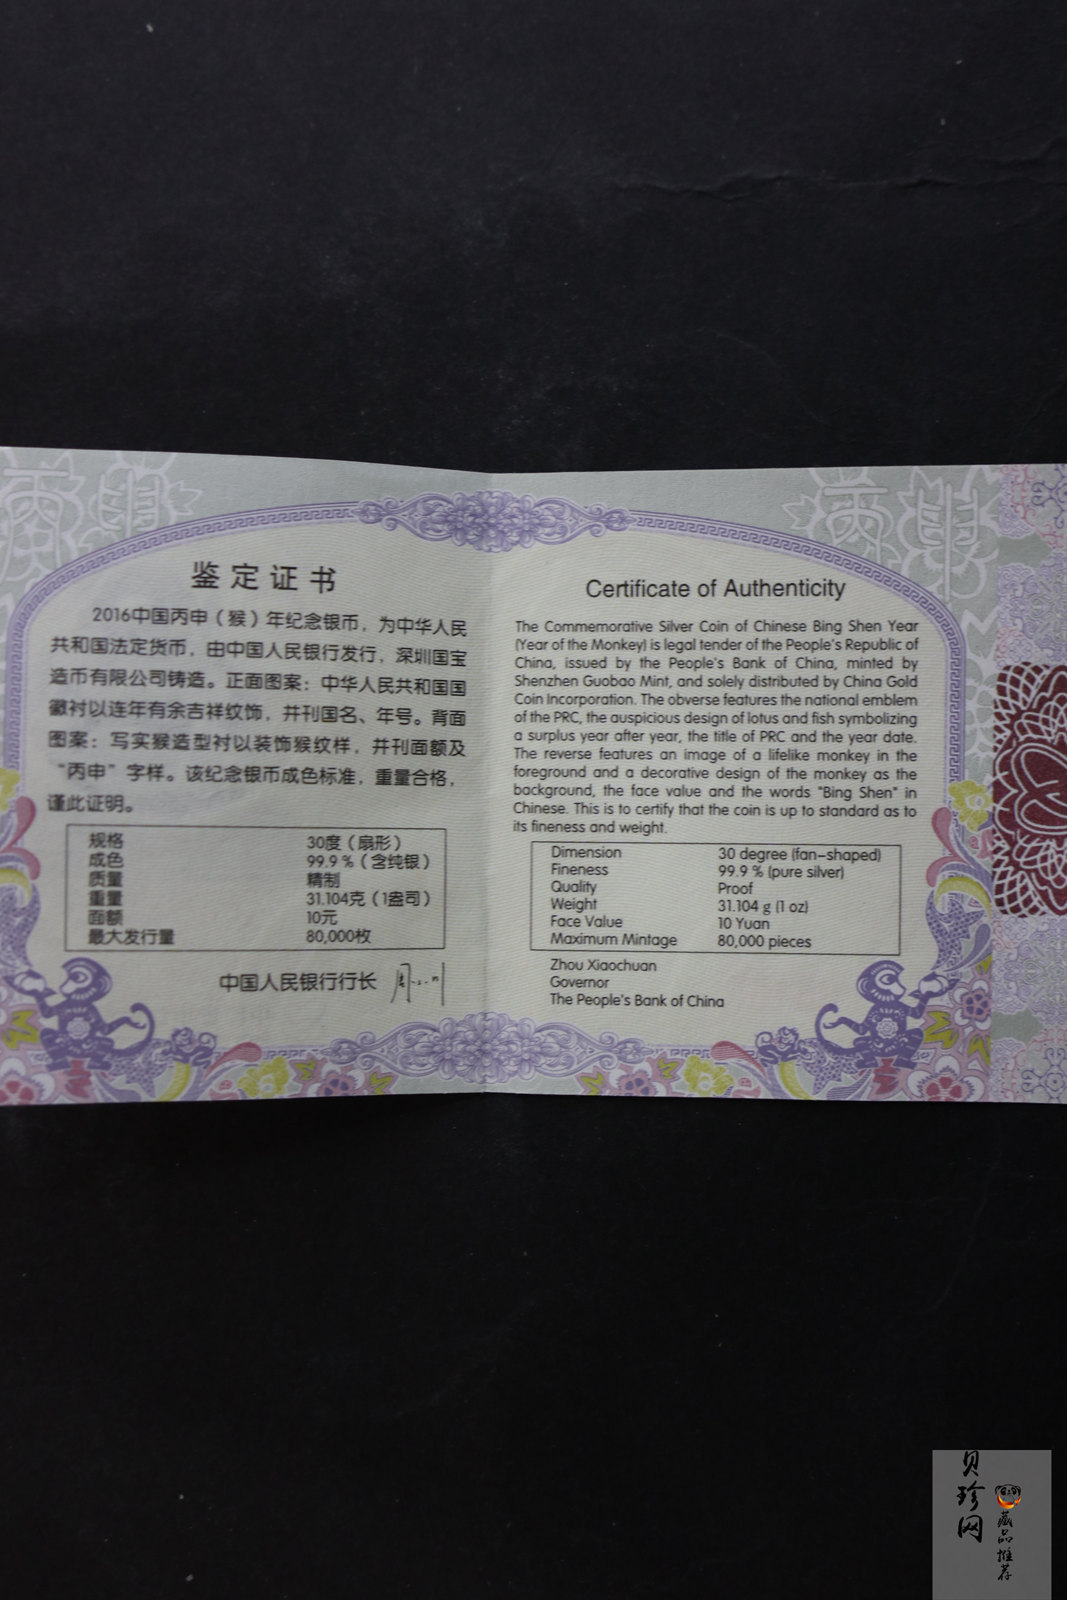 鉴定证书
2016中国丙申（猴）年纪念银币，为中华人民
共和国法定货币，由中国人民银行发行，深圳国宝
造币有限公司铸造。正面图案：中华人民共和国国
徽衬以连年有余吉祥纹饰，并刊国名、年号。背面
图案：写实猴造型衬以装饰猴纹样，并刊面额及
“丙申”字样。该纪念银币成色标准，重量合格，
谨此证明。
规格 30度（扇形）
成色 99.9％（含纯银）
质量 精制
重量 31.104克（1盎司）
面额 10元
最大发行量 80,000枚
中国人民银行行长
Certificate of Authenticity
The Commemorative Silver Coin of Chinese Bing Shen Year
(Year of the Monkey) is legal tender of the People's Republic of
China, issued by the People's Bank of China, minted by
Shenzhen Guobao Mint, and solely distributed by China Gold
Coin Incorporation. The obverse features the national emblem
of the PRC, the auspicious design of lotus and fish symbolizing
a surplus year after year, the title of PRC and the year date.
The reverse features an image of a lifelike monkey in the
foreground and a decorative design of the monkey as the
background, the face value and the words "Bing Shen" in
Chinese. This is to certify that the coin is up to standard as to
its fineness and weight.
Dimension 30 degree (fan-shaped)
Fineness 99.9 % (pure silver)
Quality Proof
Weight 31.104 g (1 oz)
Face Value 10 Yuan
Maximum Mintage 80,000 pieces
Zhou Xiaochuan
Governor
The People's Bank of China
贝珍网
藏品推荐